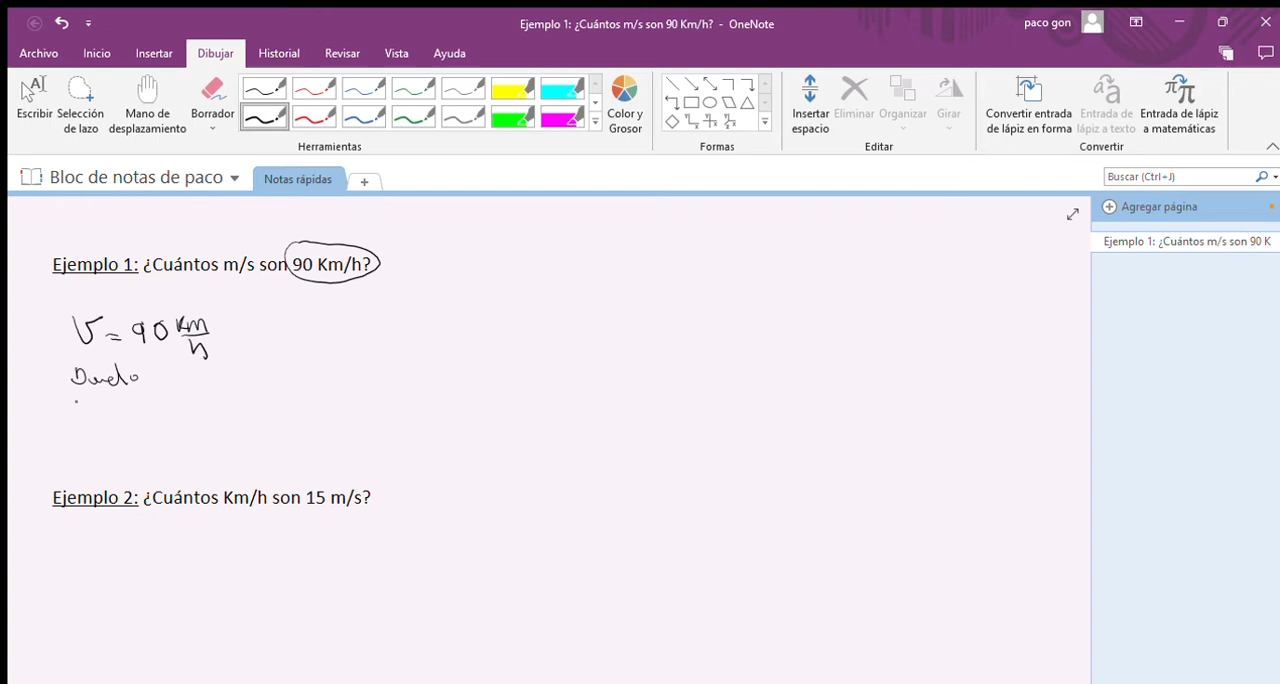 Ejemplo 1: ¿Cuántos m/s son 90 Km/h? - OneNote
paco gon
Archivo Inicio Insertar Dibujar Historial Revisar Vista Ayuda
Escribir
Selección de lazo
Mano de desplazamiento
Borrador
Color y Grosor
Insertar espacio
Eliminar
Organizar
Girar
Convertir entrada de lápiz en forma
Entrada de lápiz a texto
Entrada de lápiz a matemáticas
Herramientas
Formas
Editar
Convertir
Bloc de notas de paco
Notas rápidas
Buscar (Ctrl+J)
Agregar página
Ejemplo 1: ¿Cuántos m/s son 90 K
Ejemplo 1: ¿Cuántos m/s son 90 Km/h?
V = 90 Km/h
Ejemplo 2: ¿Cuántos Km/h son 15 m/s?